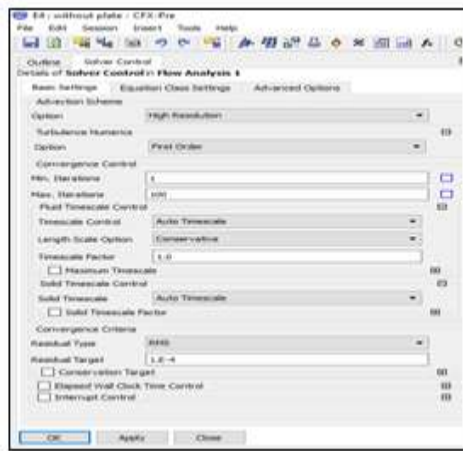 E4 : without plate - CFX-Pre
File Edit Session Insert Tools Help
Outline Solver Control
Details of Solver Control in Flow Analysis 1
Basic Settings Equation Class Settings Advanced Options
Advection Scheme
Option High Resolution
Turbulence Numerics
Option First Order
Convergence Control
Min. Iterations 1
Max. Iterations 100
Fluid Timescale Control
Timescale Control Auto Timescale
Length Scale Option Conservative
Timescale Factor 1.0
Maximum Timescale
Solid Timescale Control
Solid Timescale Auto Timescale
Solid Timescale Factor
Convergence Criteria
Residual Type RMS
Residual Target 1.E-4
Conservation Target
Elapsed Wall Clock Time Control
Interrupt Control
OK Apply Close